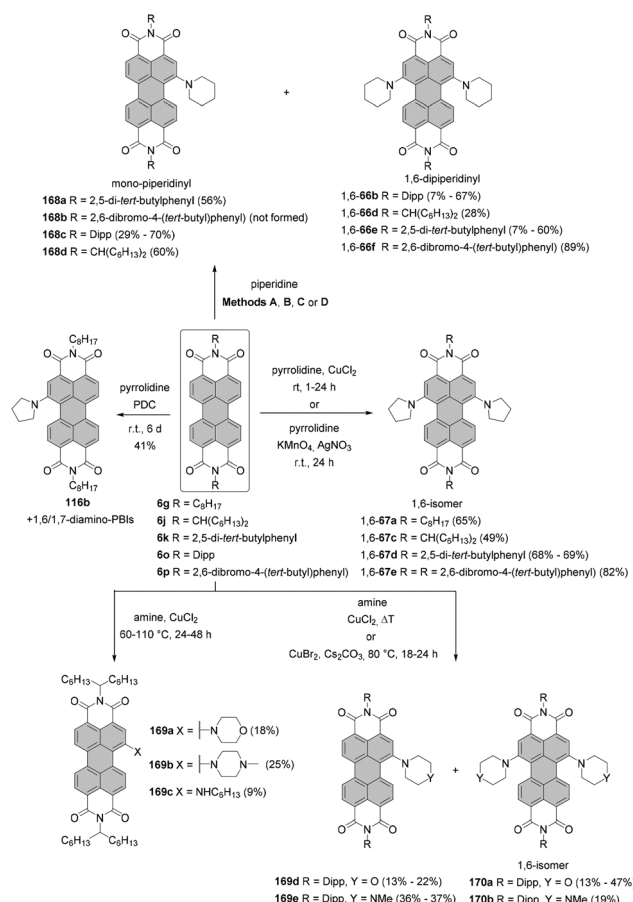 R
O N O
N
O N O
R
mono-piperidinyl
168a R = 2,5-di-tert-butylphenyl (56%)
168b R = 2,6-dibromo-4-(tert-butyl)phenyl) (not formed)
168c R = Dipp (29% - 70%)
168d R = CH(C6H13)2 (60%)
+
R
O N O
N N
O N O
R
1,6-dipiperidinyl
1,6-66b R = Dipp (7% - 67%)
1,6-66d R = CH(C6H13)2 (28%)
1,6-66e R = 2,5-di-tert-butylphenyl (7% - 60%)
1,6-66f R = 2,6-dibromo-4-(tert-butyl)phenyl (89%)
piperidine
Methods A, B, C or D
C8H17
O N O
N
O N O
C8H17
116b
+1,6/1,7-diamino-PBIs
pyrrolidine
PDC
r.t., 6 d
41%
R
O N O
O N O
R
6g R = C8H17
6j R = CH(C6H13)2
6k R = 2,5-di-tert-butylphenyl
6o R = Dipp
6p R = 2,6-dibromo-4-(tert-butyl)phenyl)
pyrrolidine, CuCl2
rt, 1-24 h
or
pyrrolidine
KMnO4, AgNO3
r.t., 24 h
R
O N O
N N
O N O
R
1,6-isomer
1,6-67a R = C8H17 (65%)
1,6-67c R = CH(C6H13)2 (49%)
1,6-67d R = 2,5-di-tert-butylphenyl (68% - 69%)
1,6-67e R = R = 2,6-dibromo-4-(tert-butyl)phenyl) (82%)
amine, CuCl2
60-110 °C, 24-48 h
amine
CuCl2, ΔT
or
CuBr2, Cs2CO3, 80 °C, 18-24 h
C6H13 C6H13
O N O
X
O N O
C6H13 C6H13
169a X = N O (18%)
169b X = N N (25%)
169c X = NHC6H13 (9%)
R
O N O
N
Y
O N O
R
+
R
O N O
Y N N Y
O N O
R
1,6-isomer
169d R = Dipp, Y = O (13% - 22%)
169e R = Dipp, Y = NMe (36% - 37%)
170a R = Dipp, Y = O (13% - 47%)
170b R = Dipp, Y = NMe (19%)